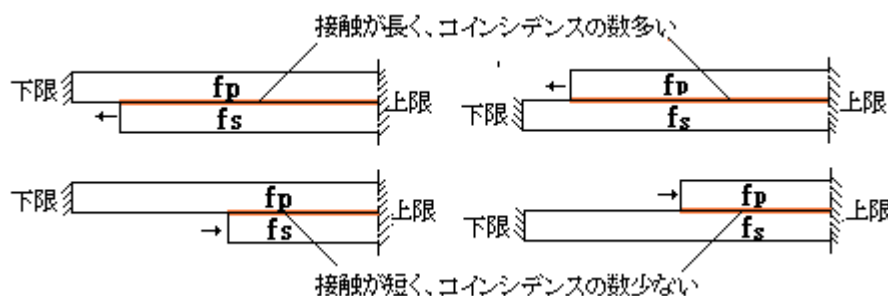 接触が長く、コインシデンスの数多い
下限 fp 上限
← fs
← fp
下限 fs 上限
下限 fp 上限
→ fs
→ fp
下限 fs 上限
接触が短く、コインシデンスの数少ない